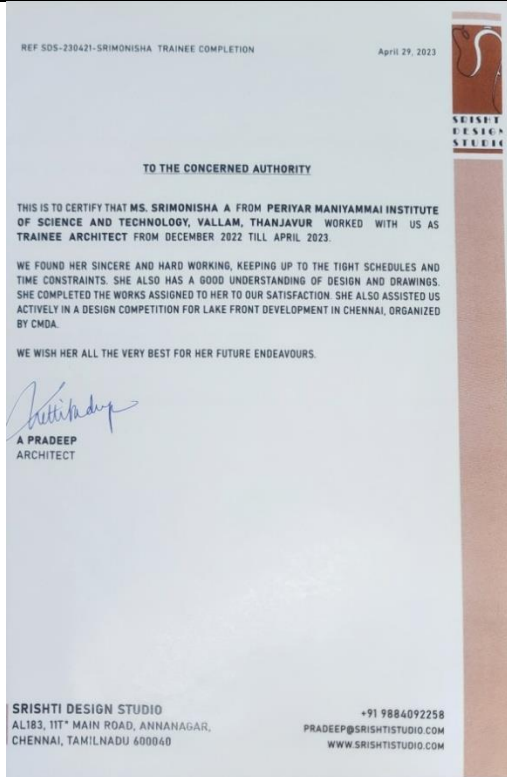 REF SDS-230421-SRIMONISHA TRAINEE COMPLETION
April 29, 2023
SRISHT
DESIGN
STUDIO
TO THE CONCERNED AUTHORITY
THIS IS TO CERTIFY THAT MS. SRIMONISHA A FROM PERIYAR MANIYAMMAI INSTITUTE
OF SCIENCE AND TECHNOLOGY, VALLAM, THANJAVUR WORKED WITH US AS
TRAINEE ARCHITECT FROM DECEMBER 2022 TILL APRIL 2023.
WE FOUND HER SINCERE AND HARD WORKING, KEEPING UP TO THE TIGHT SCHEDULES AND
TIME CONSTRAINTS. SHE ALSO HAS A GOOD UNDERSTANDING OF DESIGN AND DRAWINGS.
SHE COMPLETED THE WORKS ASSIGNED TO HER TO OUR SATISFACTION. SHE ALSO ASSISTED US
ACTIVELY IN A DESIGN COMPETITION FOR LAKE FRONT DEVELOPMENT IN CHENNAI, ORGANIZED
BY CMDA.
WE WISH HER ALL THE VERY BEST FOR HER FUTURE ENDEAVOURS.
A PRADEEP
ARCHITECT
SRISHTI DESIGN STUDIO
AL183, 11T" MAIN ROAD, ANNANAGAR,
CHENNAI, TAMILNADU 600040
+91 9884092258
PRADEEP@SRISHTISTUDIO.COM
WWW.SRISHTISTUDIO.COM